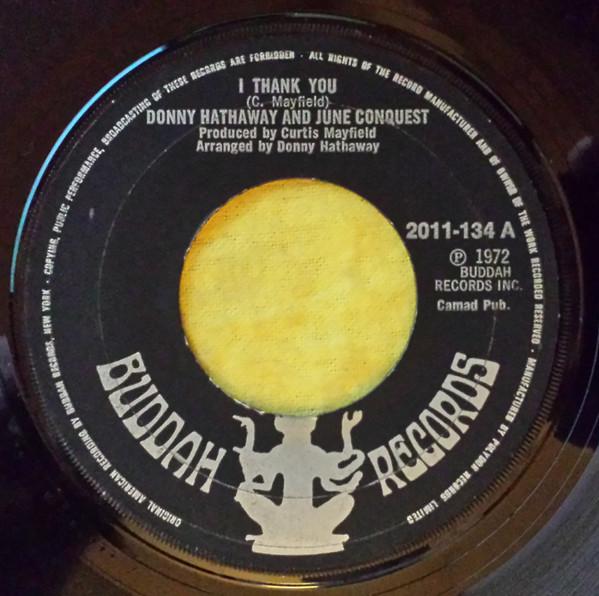 ORIGINAL AMERICAN RECORDING BY BUDDAH RECORDS, NEW YORK · COPYING, PUBLIC PERFORMANCE, BROADCASTING OF THESE RECORDS ARE FORBIDDEN · ALL RIGHTS OF THE RECORD MANUFACTURER AND OF OWNER OF THE WORK RECORDED RESERVED · MANUFACTURED BY POLYDOR RECORDS LIMITED
I THANK YOU
(C. Mayfield)
DONNY HATHAWAY AND JUNE CONQUEST
Produced by Curtis Mayfield
Arranged by Donny Hathaway
2011-134 A
℗ 1972
BUDDAH
RECORDS INC.
Camad Pub.
BUDDAH RECORDS